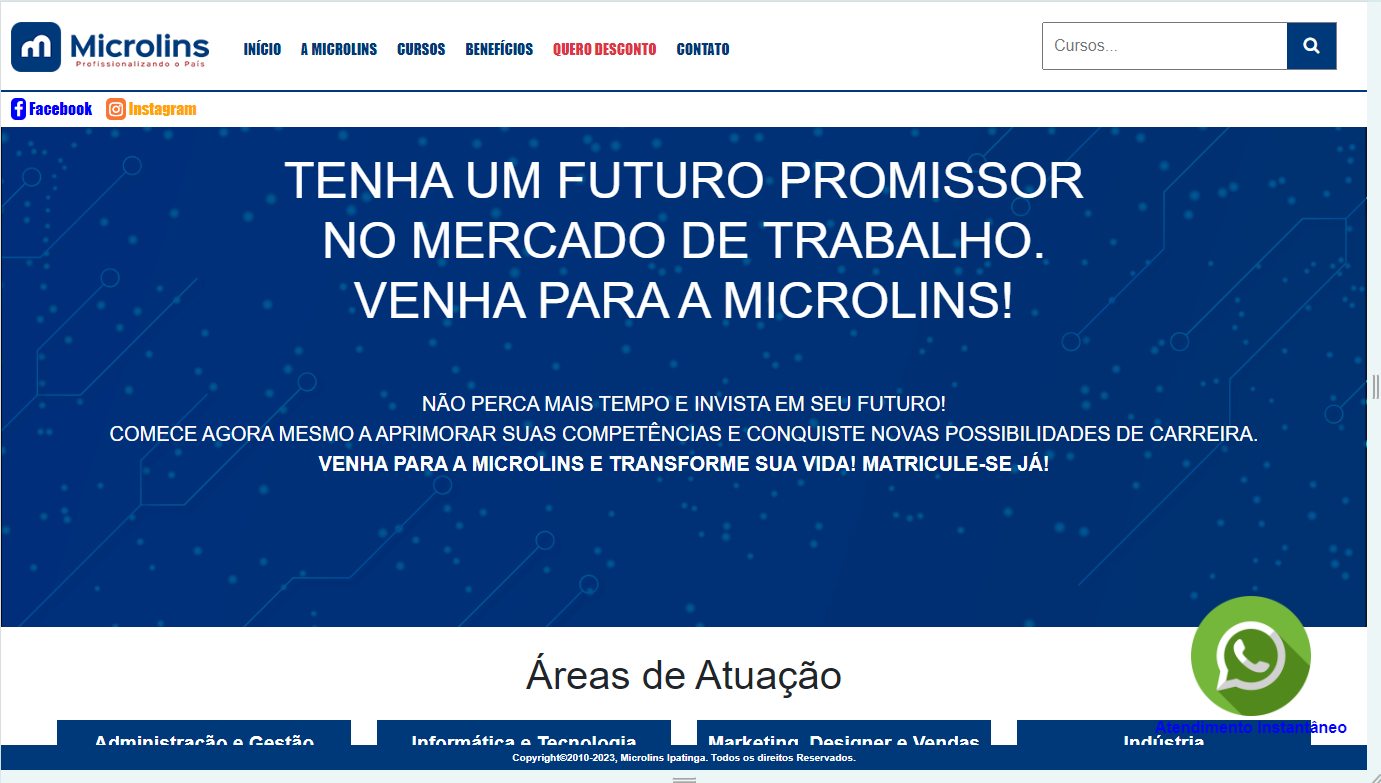 Microlins
Profissionalizando o País
INÍCIO A MICROLINS CURSOS BENEFÍCIOS QUERO DESCONTO CONTATO
Cursos...
Facebook Instagram
TENHA UM FUTURO PROMISSOR
NO MERCADO DE TRABALHO.
VENHA PARA A MICROLINS!
NÃO PERCA MAIS TEMPO E INVISTA EM SEU FUTURO!
COMECE AGORA MESMO A APRIMORAR SUAS COMPETÊNCIAS E CONQUISTE NOVAS POSSIBILIDADES DE CARREIRA.
VENHA PARA A MICROLINS E TRANSFORME SUA VIDA! MATRICULE-SE JÁ!
Áreas de Atuação
Atendimento Instantâneo
Administração e Gestão Informática e Tecnologia Marketing, Designer e Vendas Indústria
Copyright©2010-2023, Microlins Ipatinga. Todos os direitos Reservados.